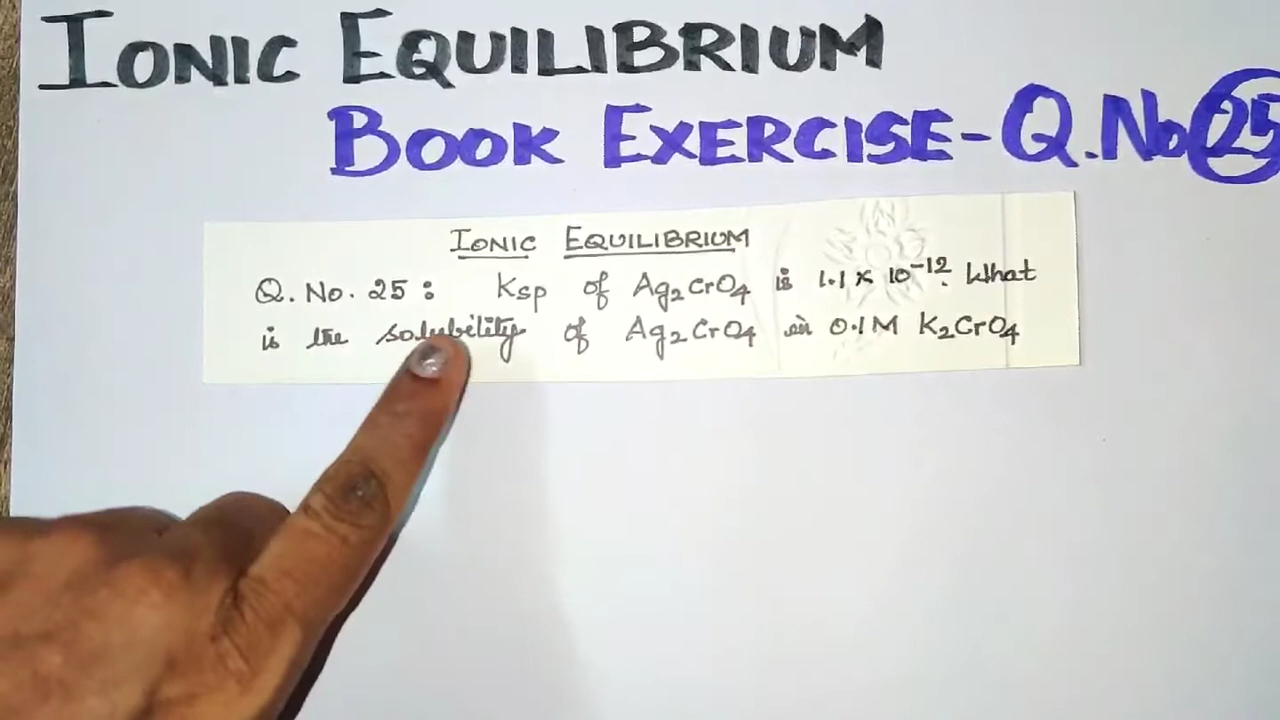 IONIC EQUILIBRIUM
BOOK EXERCISE-Q.No 25
IONIC EQUILIBRIUM
Q.No. 25: Ksp of Ag₂CrO₄ is 1.1 x 10⁻¹². What
is the solubility of Ag₂CrO₄ in 0.1M K₂CrO₄